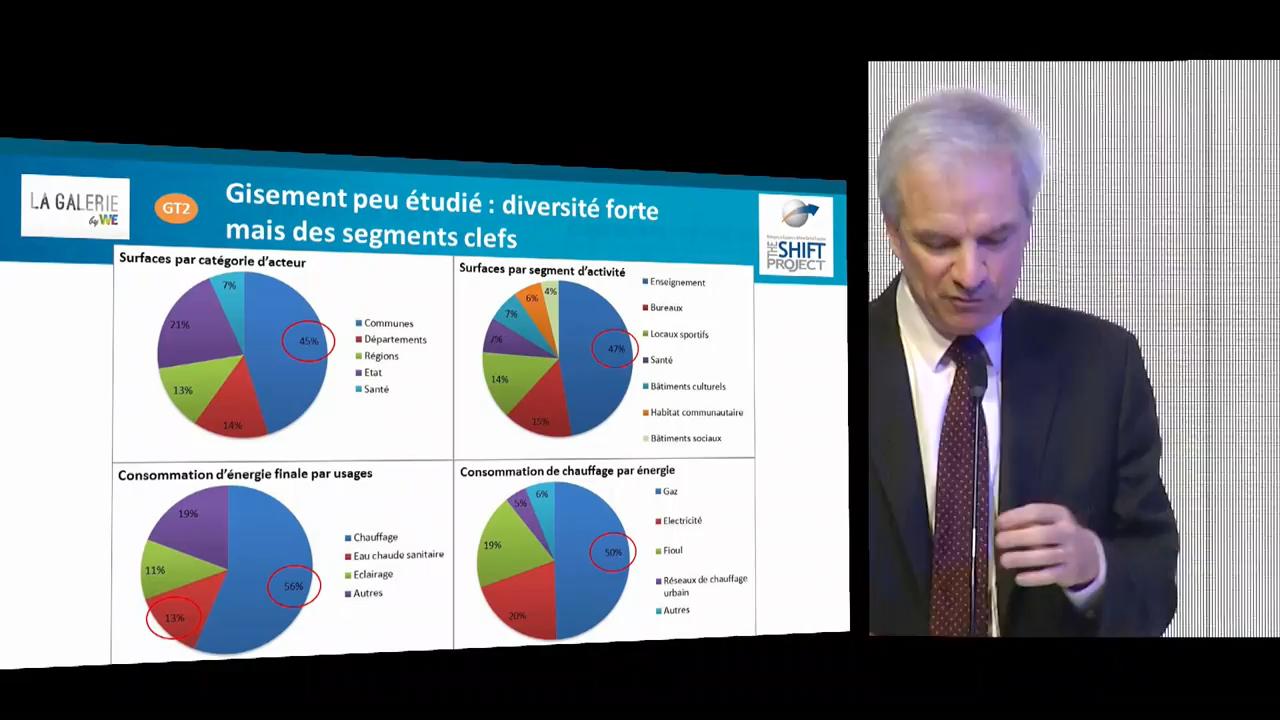 LA GALERIE
by WE
GT2
Gisement peu étudié : diversité forte
mais des segments clefs
THE SHIFT
PROJECT
Surfaces par catégorie d'acteur
7%
21%
45%
13%
14%
Communes
Départements
Régions
Etat
Santé
Surfaces par segment d'activité
4%
6%
7%
7%
47%
14%
15%
Enseignement
Bureaux
Locaux sportifs
Santé
Bâtiments culturels
Habitat communautaire
Bâtiments sociaux
Consommation d'énergie finale par usages
19%
11%
56%
13%
Chauffage
Eau chaude sanitaire
Eclairage
Autres
Consommation de chauffage par énergie
6%
5%
19%
50%
20%
Gaz
Electricité
Fioul
Réseaux de chauffage
urbain
Autres